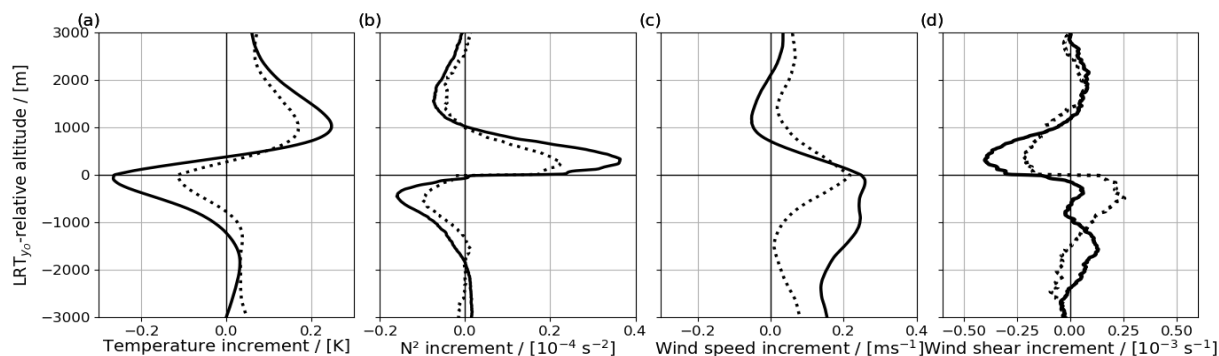 (a) (b) (c) (d)
3000
2000
1000
0
−1000
−2000
−3000
LRT_{y_o}-relative altitude / [m]
−0.2 0.0 0.2
−0.2 0.0 0.2 0.4
−0.2 0.0 0.2 0.4
−0.50 −0.25 0.00 0.25 0.50
Temperature increment / [K]
N² increment / [10⁻⁴ s⁻²]
Wind speed increment / [ms⁻¹]
Wind shear increment / [10⁻³ s⁻¹]